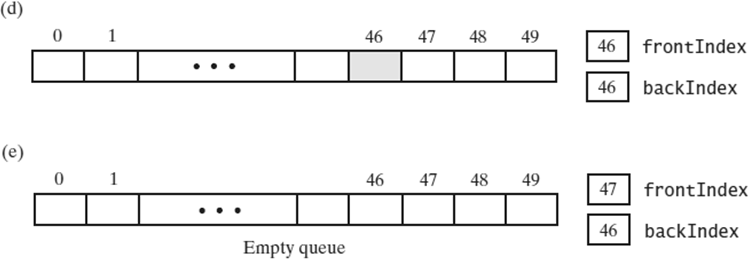 (d)
0 1 46 47 48 49
• • •
46 frontIndex
46 backIndex
(e)
0 1 46 47 48 49
• • •
47 frontIndex
46 backIndex
Empty queue